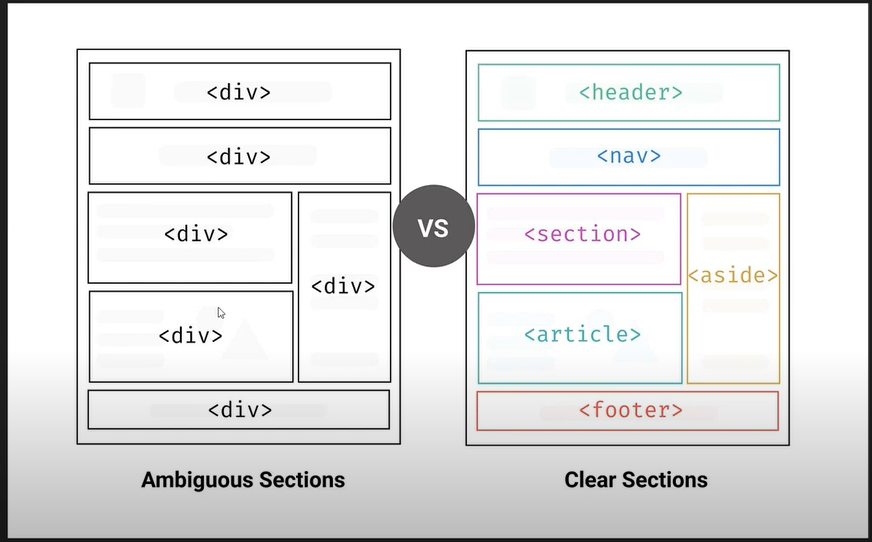 <div>
<div>
<div>
<div>
<div>
<div>
Ambiguous Sections
VS
<header>
<nav>
<section>
<aside>
<article>
<footer>
Clear Sections